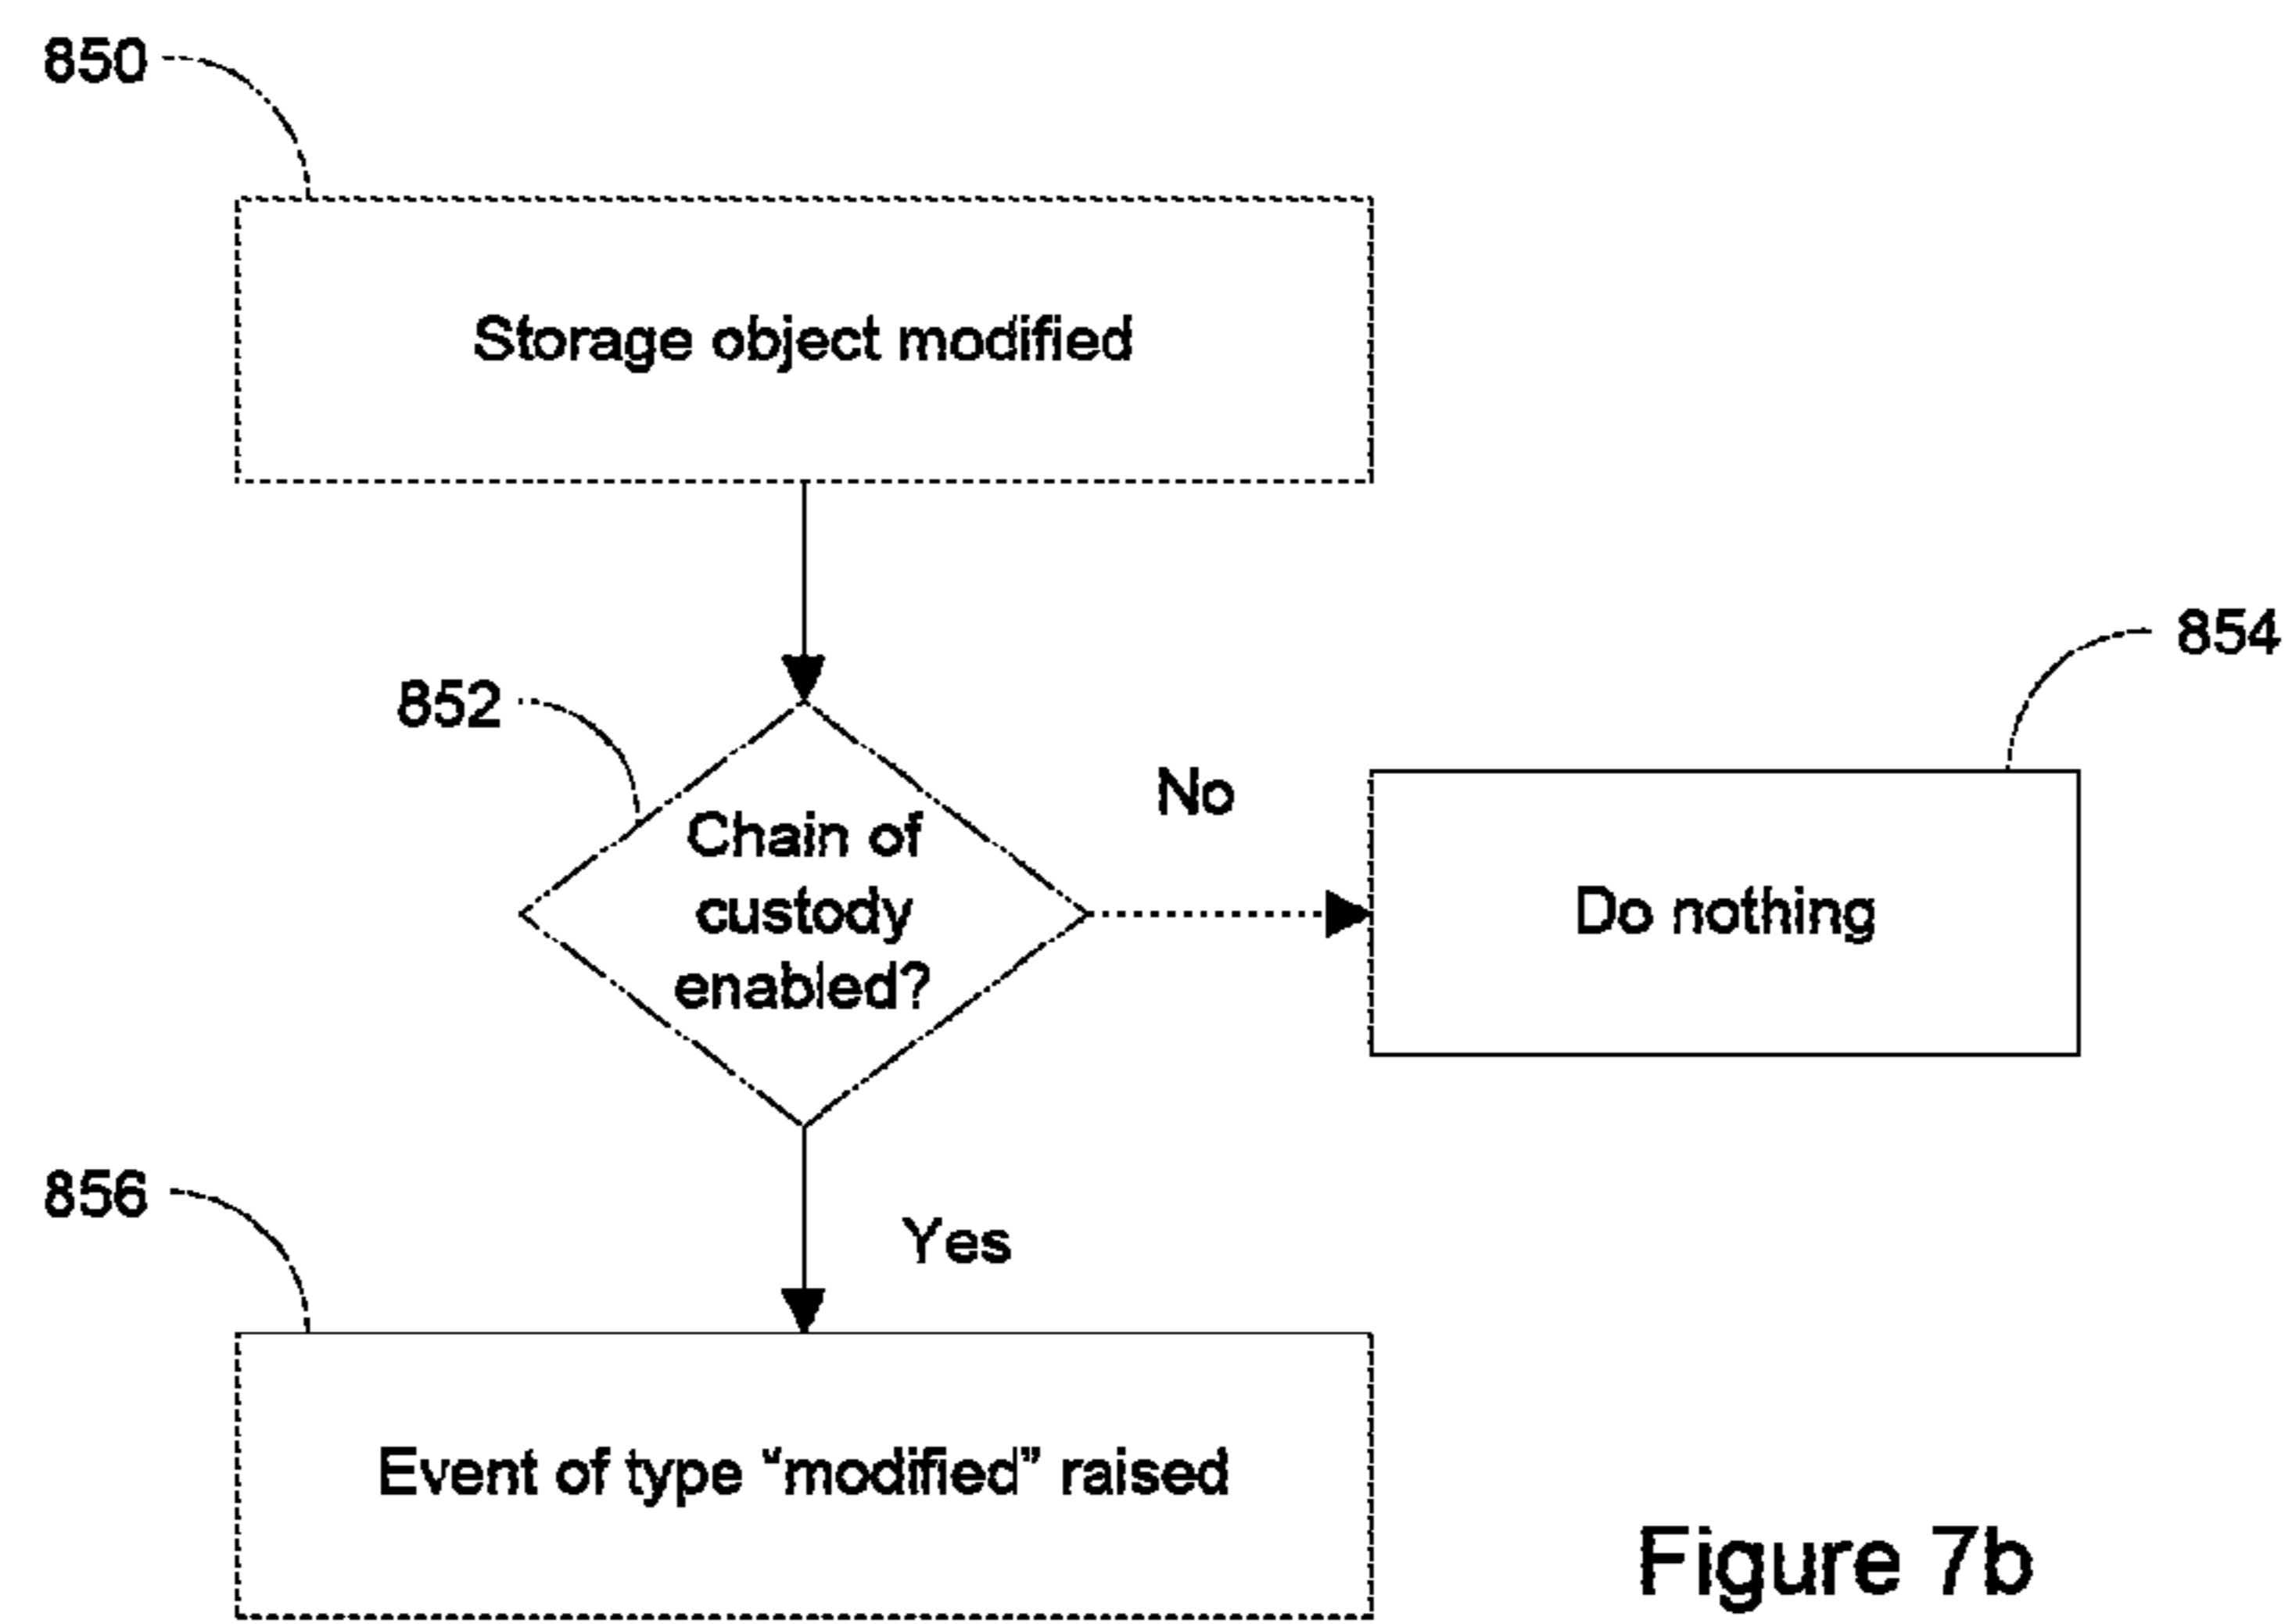 850
Storage object modified
854
852
No
Chain of
custody
enabled?
Do nothing
856
Yes
Event of type “modified” raised
Figure 7b